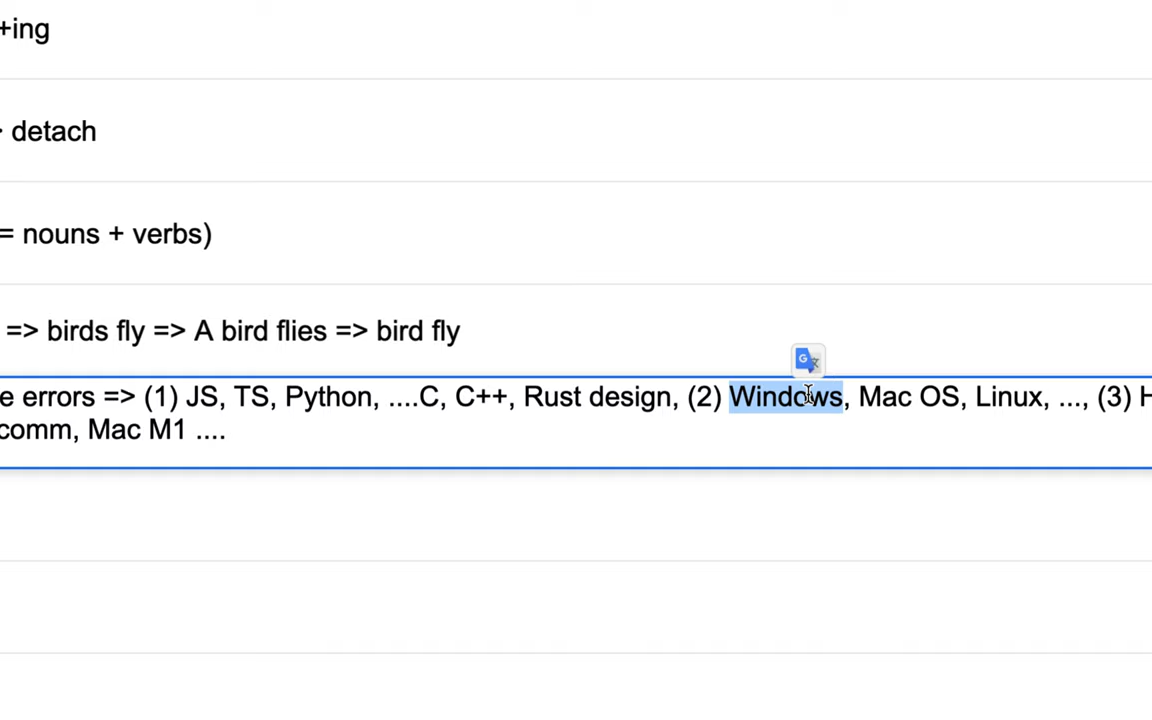 +ing
detach
= nouns + verbs)
=> birds fly => A bird flies => bird fly
e errors => (1) JS, TS, Python, ....C, C++, Rust design, (2) Windows, Mac OS, Linux, ..., (3) H
comm, Mac M1 ....